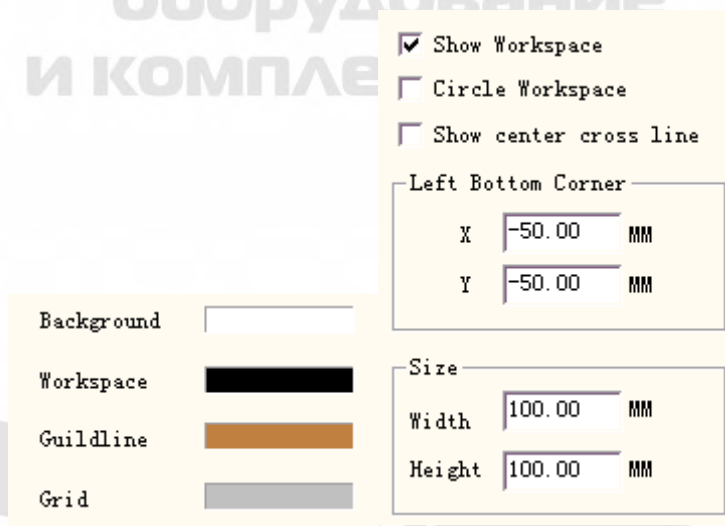 оборудование
и компле
Show Workspace
Circle Workspace
Show center cross line
Left Bottom Corner
X -50.00 MM
Y -50.00 MM
Background
Workspace
Guildline
Grid
Size
Width 100.00 MM
Height 100.00 MM